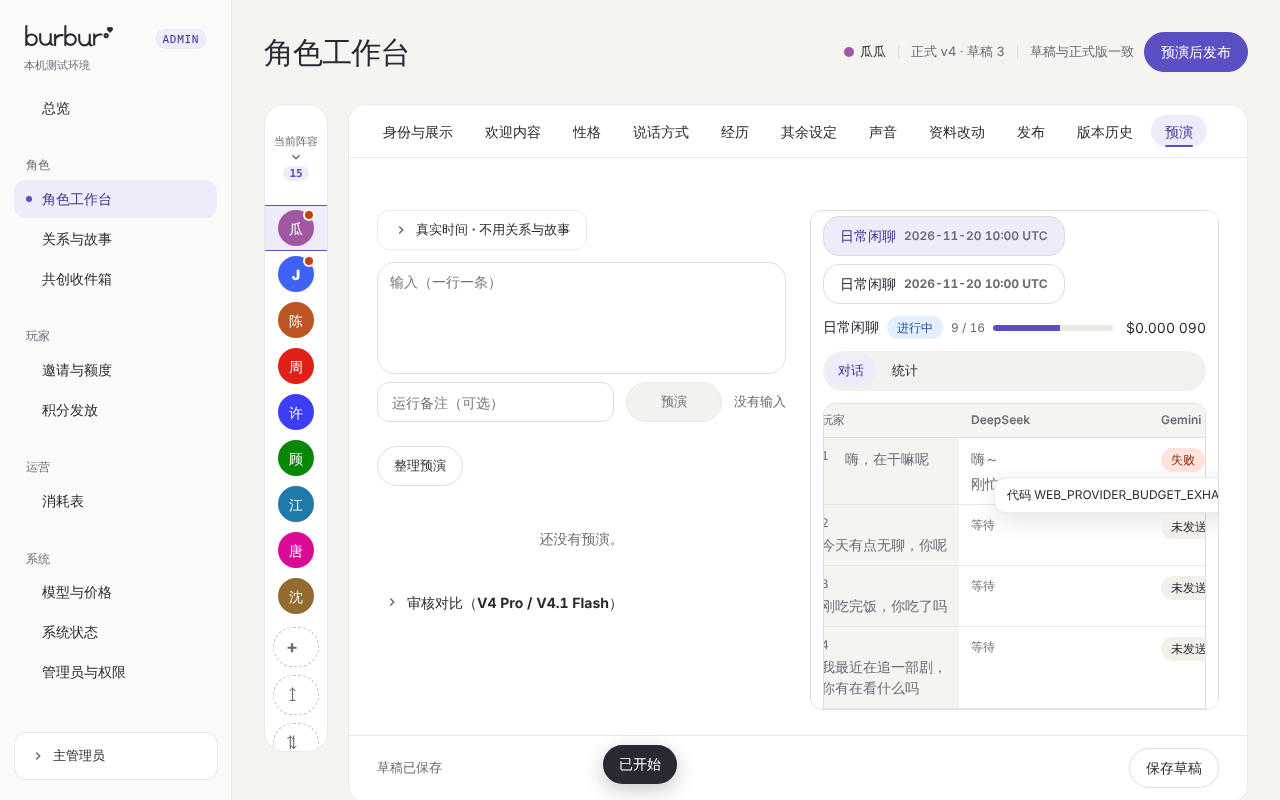 burbur
ADMIN
本机测试环境
总览
角色
角色工作台
关系与故事
共创收件箱
玩家
邀请与额度
积分发放
运营
消耗表
系统
模型与价格
系统状态
管理员与权限
主管理员
角色工作台
瓜瓜
正式 v4 · 草稿 3
草稿与正式版一致
预演后发布
当前阵容
15
瓜
J
陈
周
许
顾
江
唐
沈
身份与展示
欢迎内容
性格
说话方式
经历
其余设定
声音
资料改动
发布
版本历史
预演
真实时间 · 不用关系与故事
输入（一行一条）
运行备注（可选）
预演
没有输入
整理预演
还没有预演。
审核对比（V4 Pro / V4.1 Flash）
日常闲聊 2026-11-20 10:00 UTC
日常闲聊 2026-11-20 10:00 UTC
日常闲聊 进行中 9 / 16 $0.000 090
对话 统计
玩家 DeepSeek Gemini
1 嗨，在干嘛呢 嗨～ 失败
刚忙
代码 WEB_PROVIDER_BUDGET_EXHA
2 等待 未发送
今天有点无聊，你呢
3 等待 未发送
刚吃完饭，你吃了吗
4 等待 未发送
我最近在追一部剧，
你有在看什么吗
草稿已保存
已开始
保存草稿